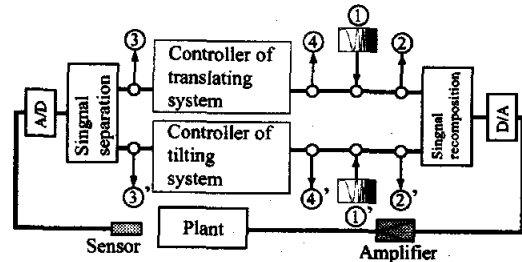 ③
Controller of
translating
system
④
①
②
A/D
Singnal
separation
Singnal
recomposition
D/A
Controller of
tilting
system
③'
④'
①'
②'
Sensor
Plant
Amplifier